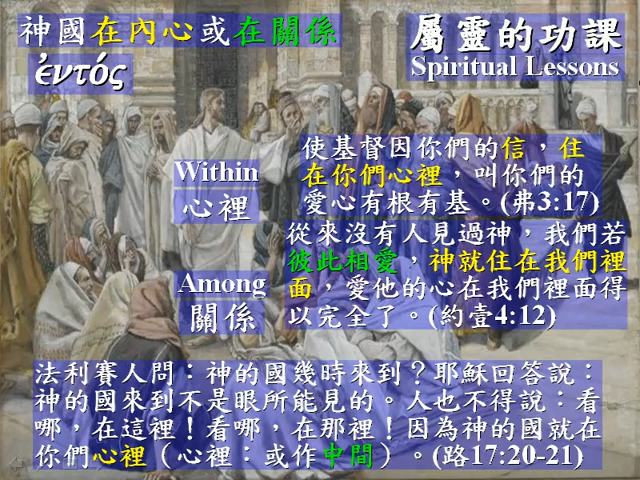 神國在內心或在關係
屬靈的功課
ἐντός
Spiritual Lessons
Within
心裡
使基督因你們的信，住
在你們心裡，叫你們的
愛心有根有基。(弗3:17)
Among
關係
從來沒有人見過神，我們若
彼此相愛，神就住在我們裡
面，愛他的心在我們裡面得
以完全了。(約壹4:12)
法利賽人問：神的國幾時來到？耶穌回答說：
神的國來到不是眼所能見的。人也不得說：看
哪，在這裡！看哪，在那裡！因為神的國就在
你們心裡（心裡：或作中間）。(路17:20-21)